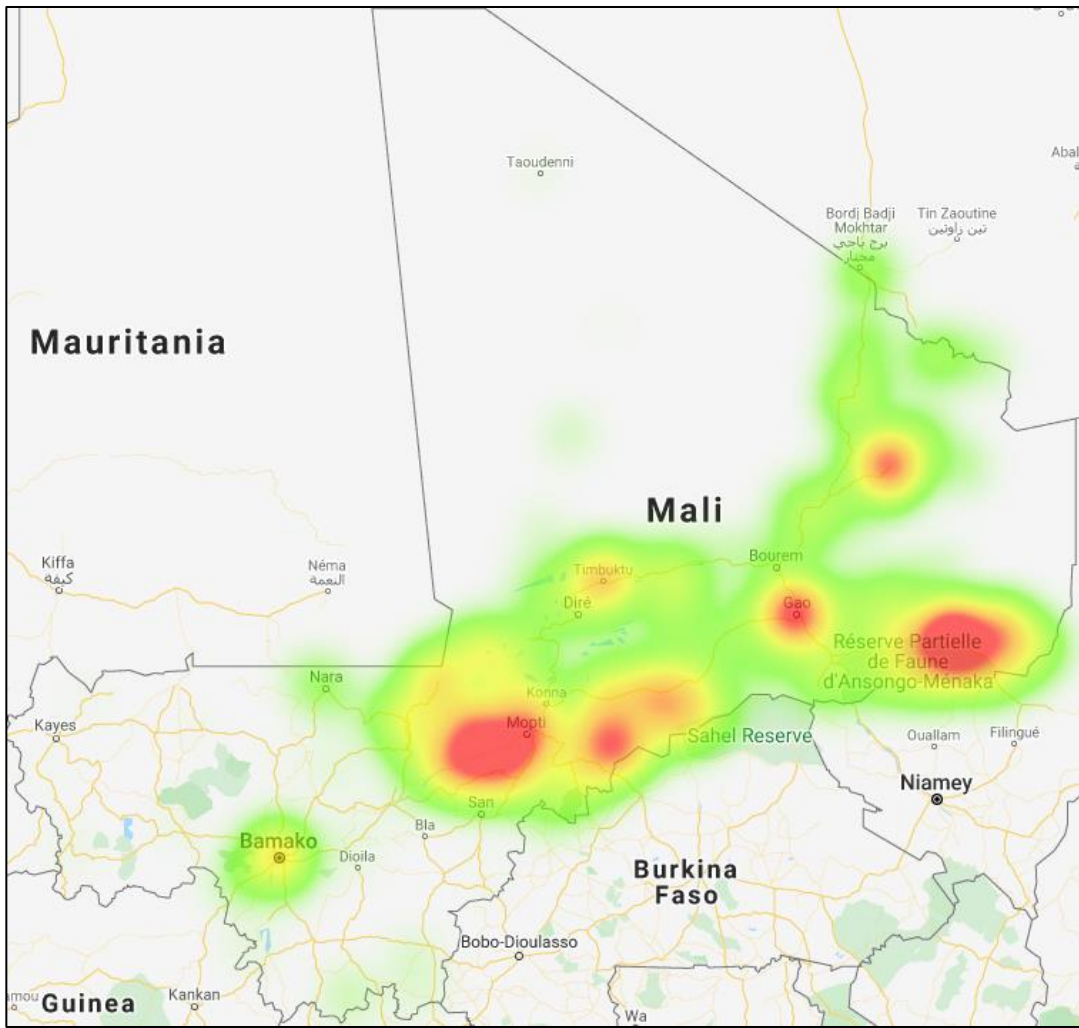 Taoudenni
Bordj Badji
Mokhtar
برج باجي
مختار
Tin Zaoutine
تين زاوتين
Mauritania
Mali
Kiffa
كيفة
Néma
النعمة
Bourem
Timbuktu
Diré
Gao
Réserve Partielle
de Faune
d'Ansongo-Ménaka
Nara
Konna
Kayes
Mopti
Sahel Reserve
Ouallam
Filingué
Niamey
San
Bla
Bamako
Dioila
Burkina
Faso
Bobo-Dioulasso
Guinea
Kankan
Wa